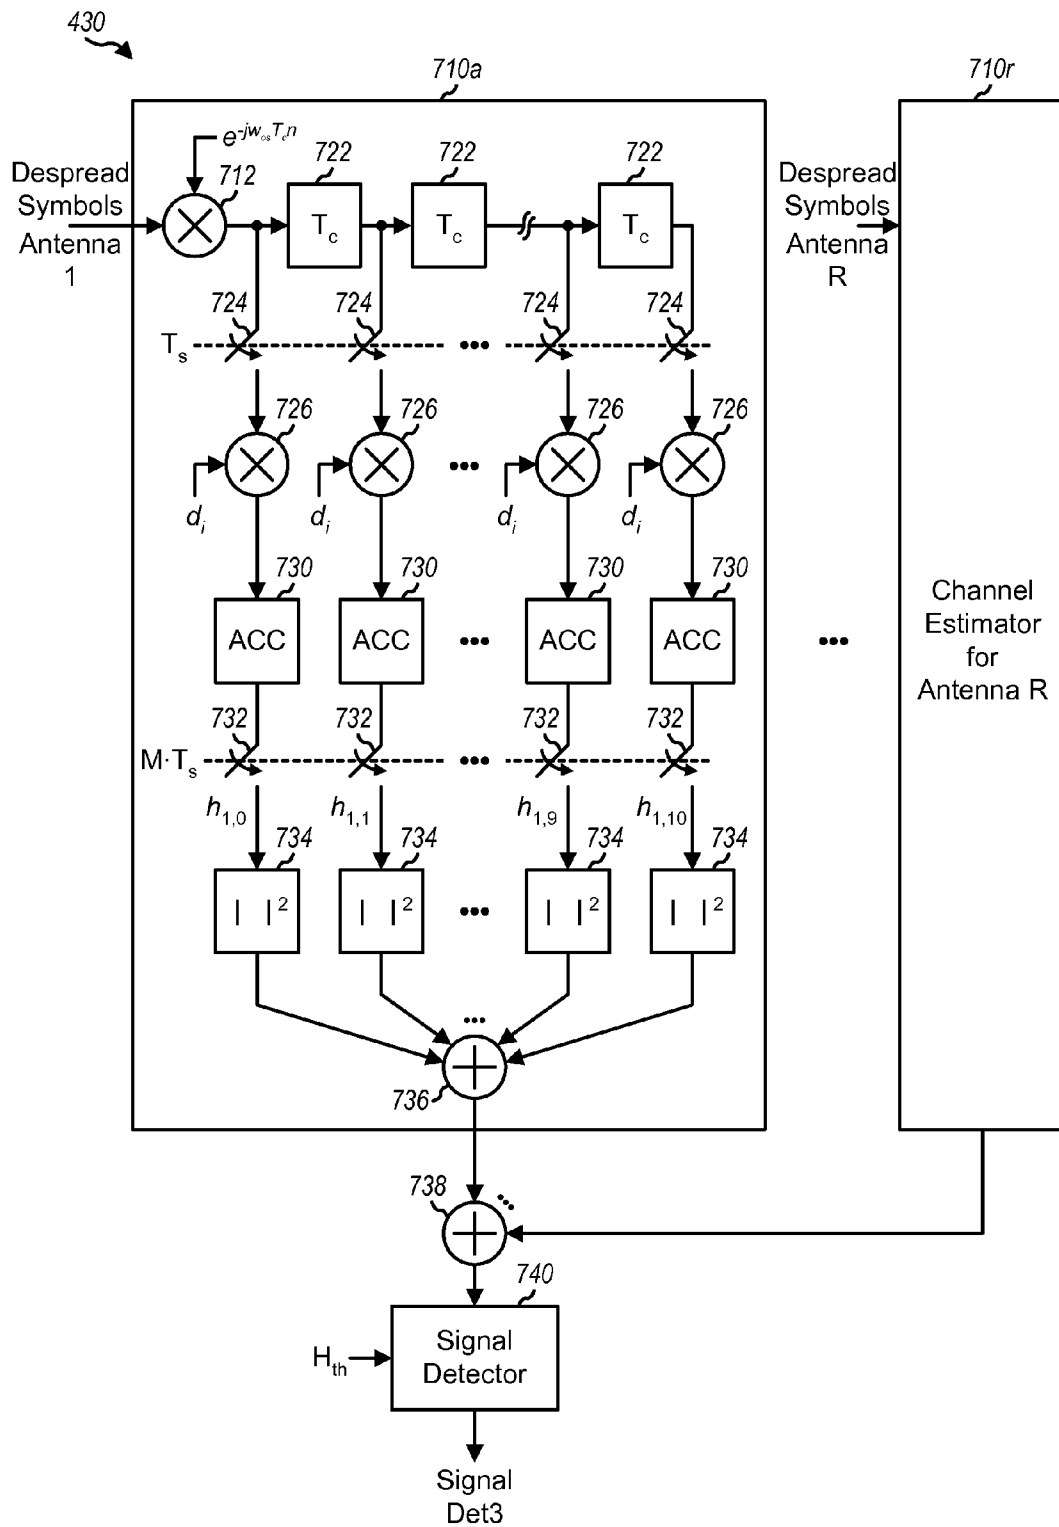 430
710a
710r
e^{-jw_{os}T_cn}
712
722
722
722
Despread
Symbols
Antenna
1
T_c
T_c
T_c
Despread
Symbols
Antenna
R
724
724
724
724
T_s
•••
726
726
726
726
•••
d_i
d_i
d_i
d_i
730
730
730
730
ACC
ACC
•••
ACC
ACC
•••
Channel
Estimator
for
Antenna R
732
732
732
732
M·T_s
•••
h_{1,0}
h_{1,1}
h_{1,9}
h_{1,10}
734
734
734
734
| |^2
| |^2
•••
| |^2
| |^2
•••
736
738
•••
740
Signal
Detector
H_{th}
Signal
Det3